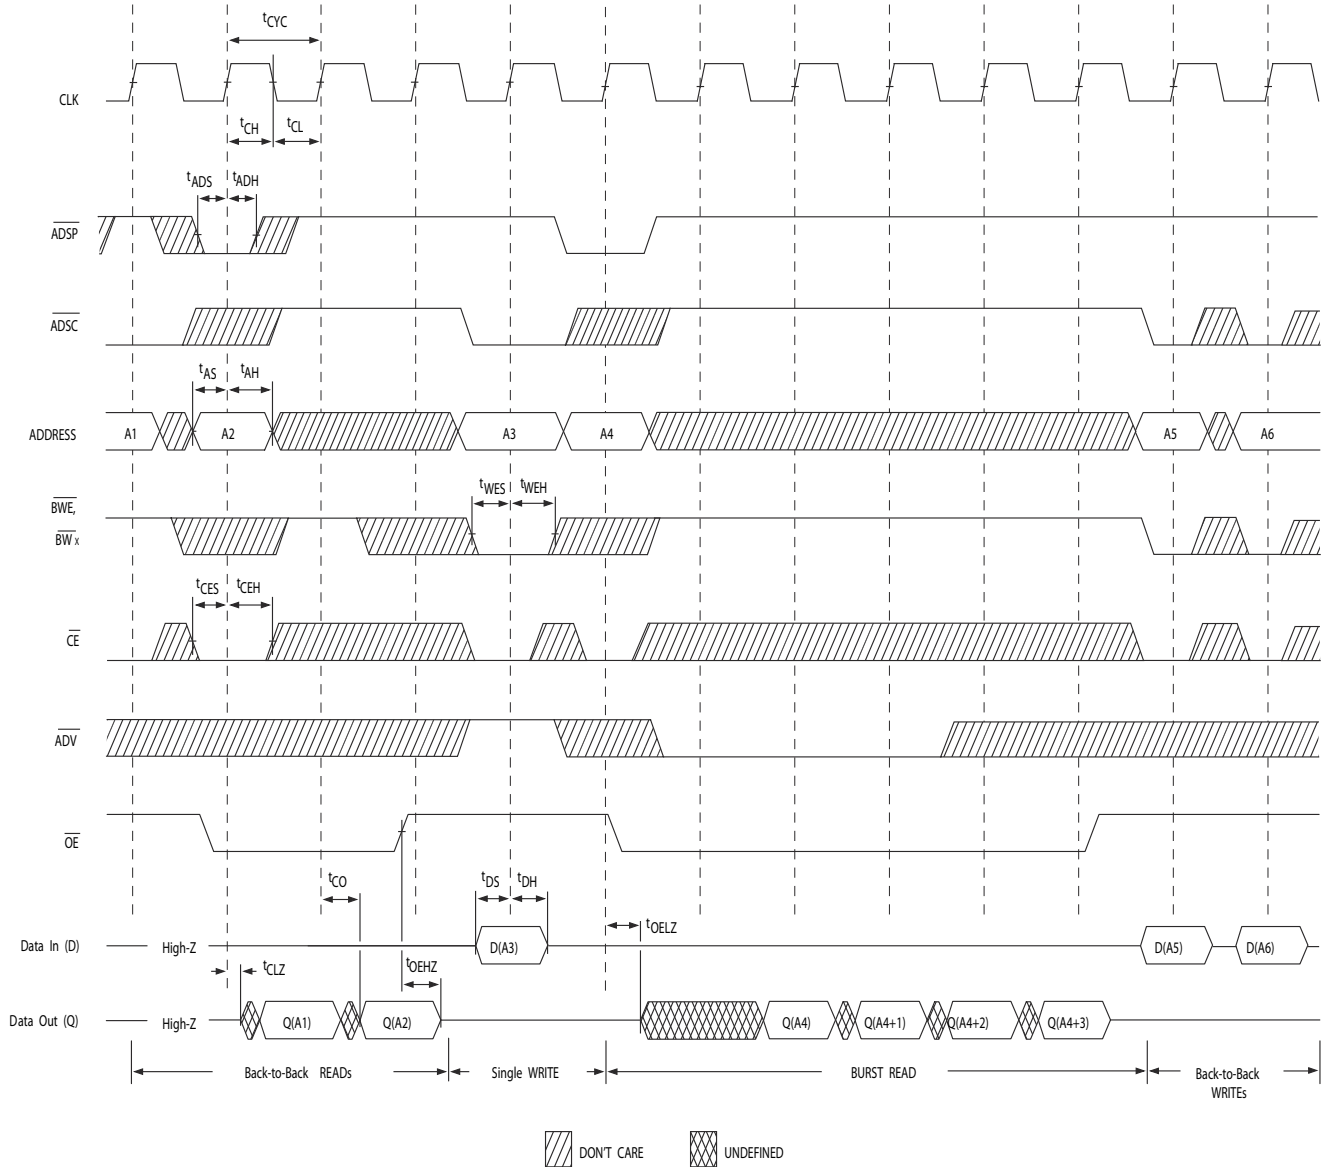 tCYC
CLK
tCH
tCL
tADS
tADH
ADSP
ADSC
tAS
tAH
ADDRESS
A1
A2
A3
A4
A5
A6
tWES
tWEH
BWE,
BW x
tCES
tCEH
CE
ADV
OE
tCO
tDS
tDH
tOELZ
Data In (D)
High-Z
D(A3)
D(A5)
D(A6)
tCLZ
tOEHZ
Data Out (Q)
High-Z
Q(A1)
Q(A2)
Q(A4)
Q(A4+1)
Q(A4+2)
Q(A4+3)
Back-to-Back READs
Single WRITE
BURST READ
Back-to-Back
WRITEs
DON'T CARE
UNDEFINED